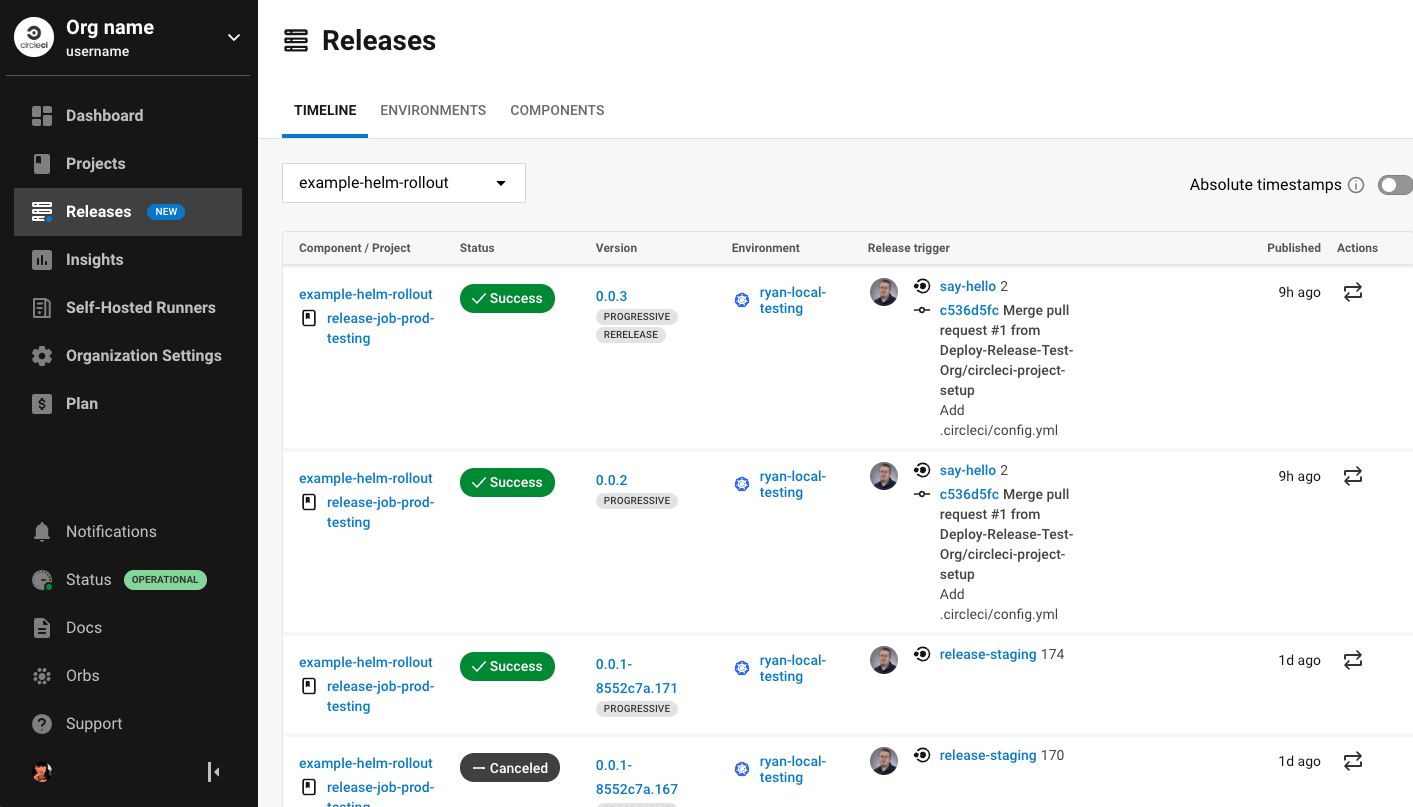 Org name
username
circleci
Dashboard
Projects
Releases NEW
Insights
Self-Hosted Runners
Organization Settings
Plan
Notifications
Status OPERATIONAL
Docs
Orbs
Support
Releases
TIMELINE ENVIRONMENTS COMPONENTS
example-helm-rollout
Absolute timestamps
Component / Project Status Version Environment Release trigger Published Actions
example-helm-rollout
release-job-prod-
testing
Success
0.0.3
PROGRESSIVE
RERELEASE
ryan-local-
testing
say-hello 2
c536d5fc Merge pull
request #1 from
Deploy-Release-Test-
Org/circleci-project-
setup
Add
.circleci/config.yml
9h ago
example-helm-rollout
release-job-prod-
testing
Success
0.0.2
PROGRESSIVE
ryan-local-
testing
say-hello 2
c536d5fc Merge pull
request #1 from
Deploy-Release-Test-
Org/circleci-project-
setup
Add
.circleci/config.yml
9h ago
example-helm-rollout
release-job-prod-
testing
Success
0.0.1-
8552c7a.171
PROGRESSIVE
ryan-local-
testing
release-staging 174
1d ago
example-helm-rollout
release-job-prod-
testing
Canceled
0.0.1-
8552c7a.167
ryan-local-
testing
release-staging 170
1d ago